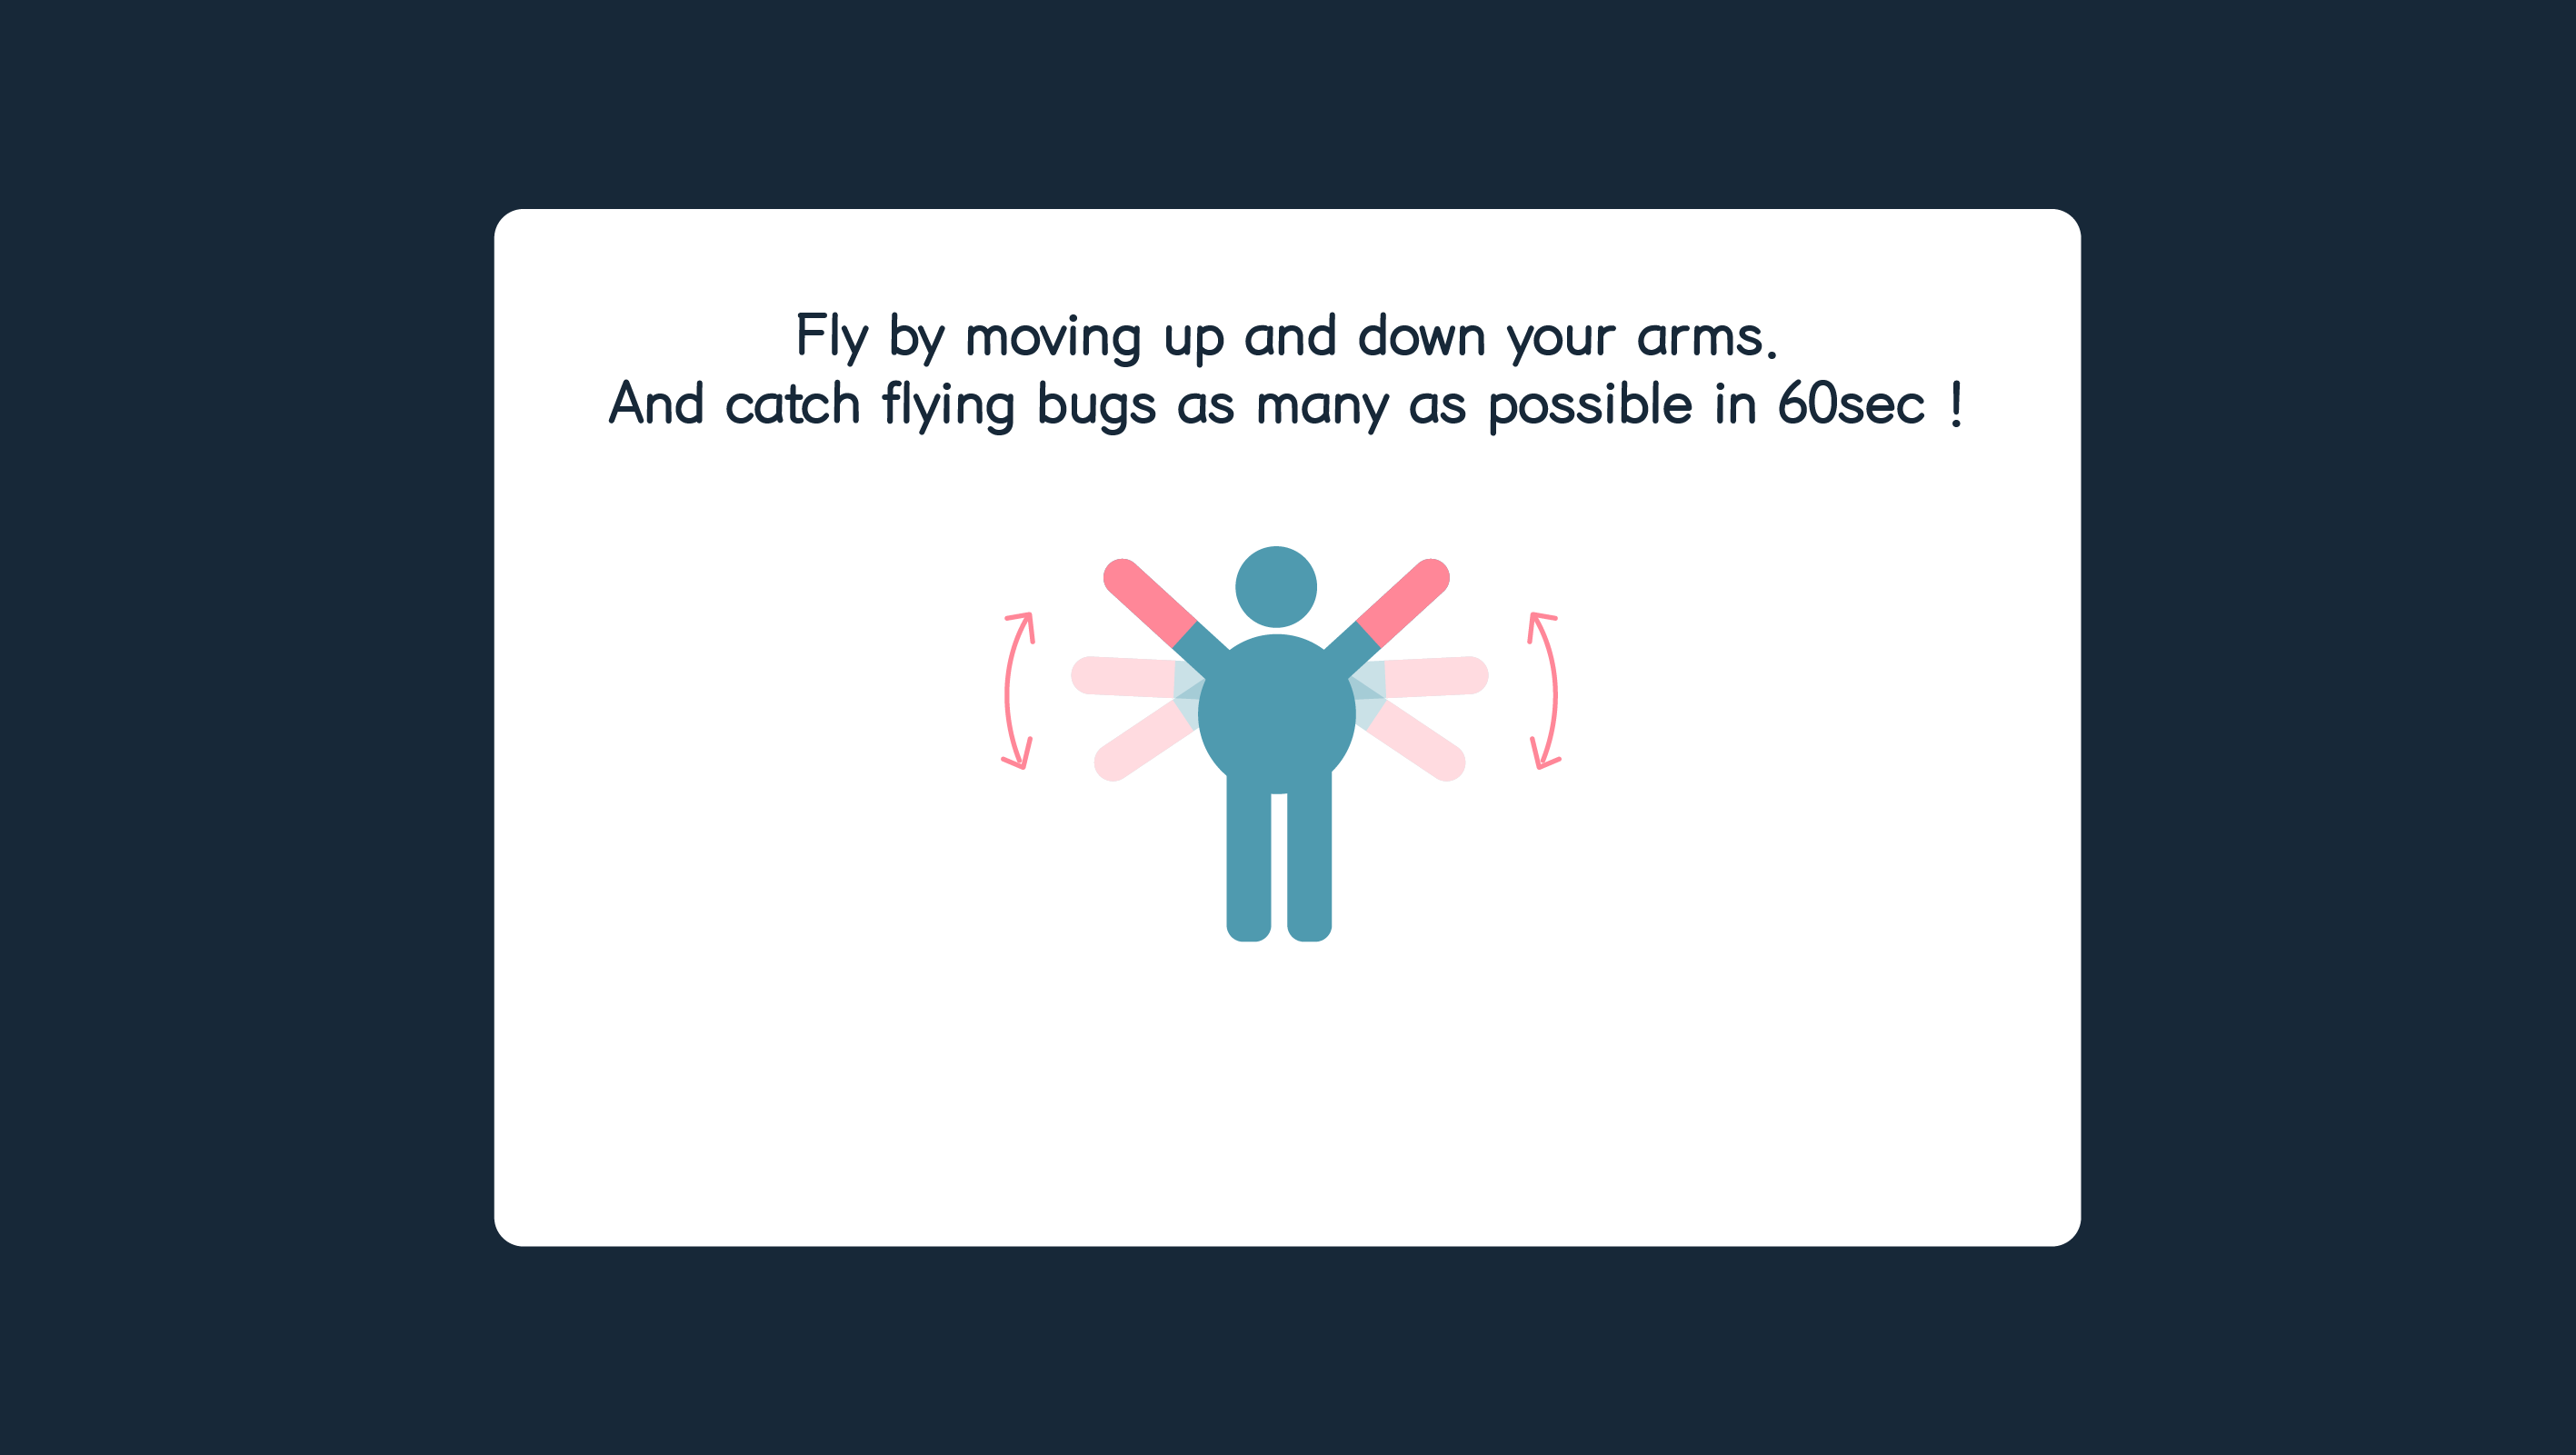 Fly by moving up and down your arms.
And catch flying bugs as many as possible in 60sec !